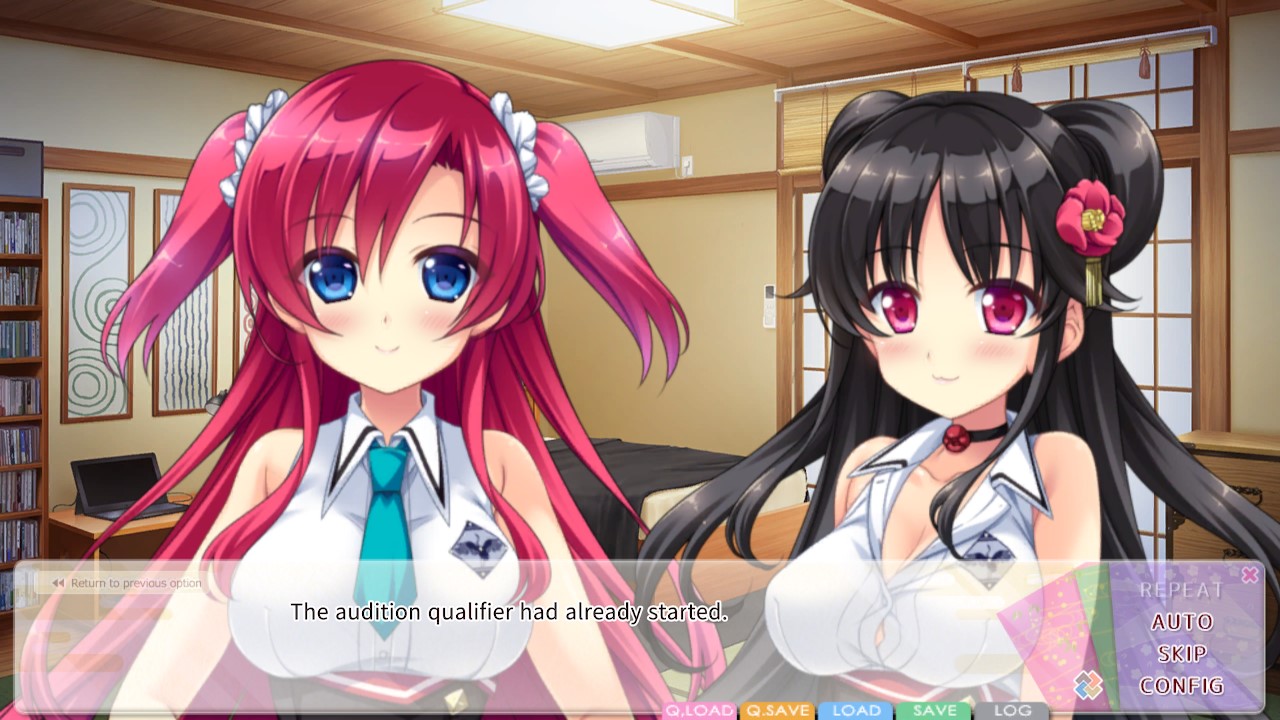 Return to previous option
The audition qualifier had already started.
REPEAT
AUTO
SKIP
CONFIG
Q.LOAD Q.SAVE LOAD SAVE LOG